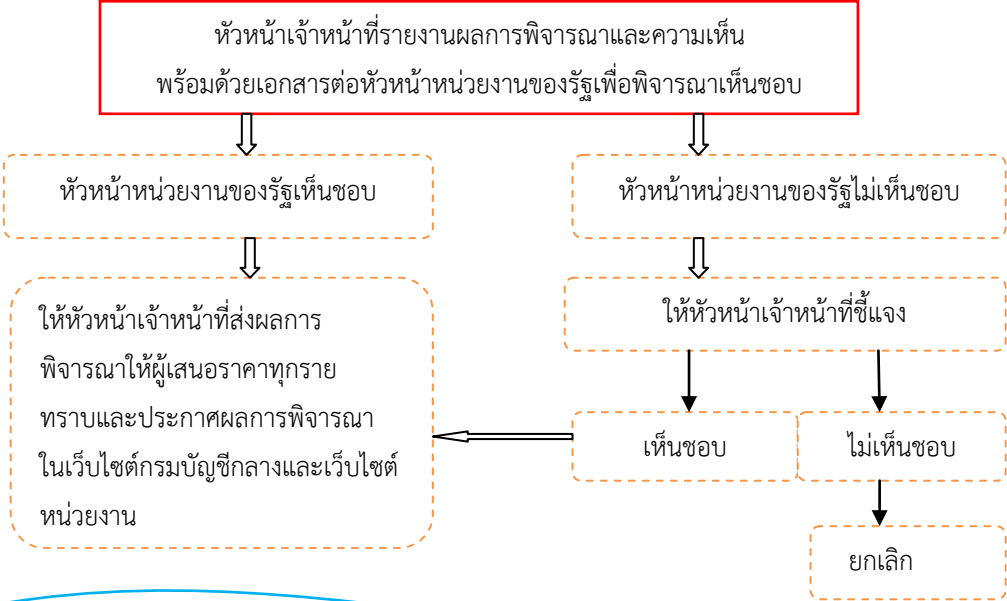 หัวหน้าเจ้าหน้าที่รายงานผลการพิจารณาและความเห็น
พร้อมด้วยเอกสารต่อหัวหน้าหน่วยงานของรัฐเพื่อพิจารณาเห็นชอบ
หัวหน้าหน่วยงานของรัฐเห็นชอบ
หัวหน้าหน่วยงานของรัฐไม่เห็นชอบ
ให้หัวหน้าเจ้าหน้าที่ส่งผลการ
พิจารณาให้ผู้เสนอราคาทุกราย
ทราบและประกาศผลการพิจารณา
ในเว็บไซต์กรมบัญชีกลางและเว็บไซต์
หน่วยงาน
ให้หัวหน้าเจ้าหน้าที่ชี้แจง
เห็นชอบ
ไม่เห็นชอบ
ยกเลิก